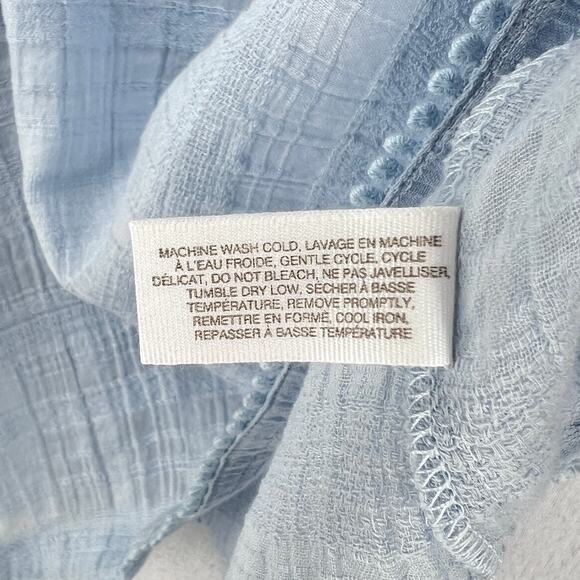 MACHINE WASH COLD, LAVAGE EN MACHINE
À L'EAU FROIDE, GENTLE CYCLE, CYCLE
DÉLICAT, DO NOT BLEACH, NE PAS JAVELLISER,
TUMBLE DRY LOW, SÉCHER À BASSE
TEMPÉRATURE, REMOVE PROMPTLY,
REMETTRE EN FORME, COOL IRON,
REPASSER À BASSE TEMPÉRATURE